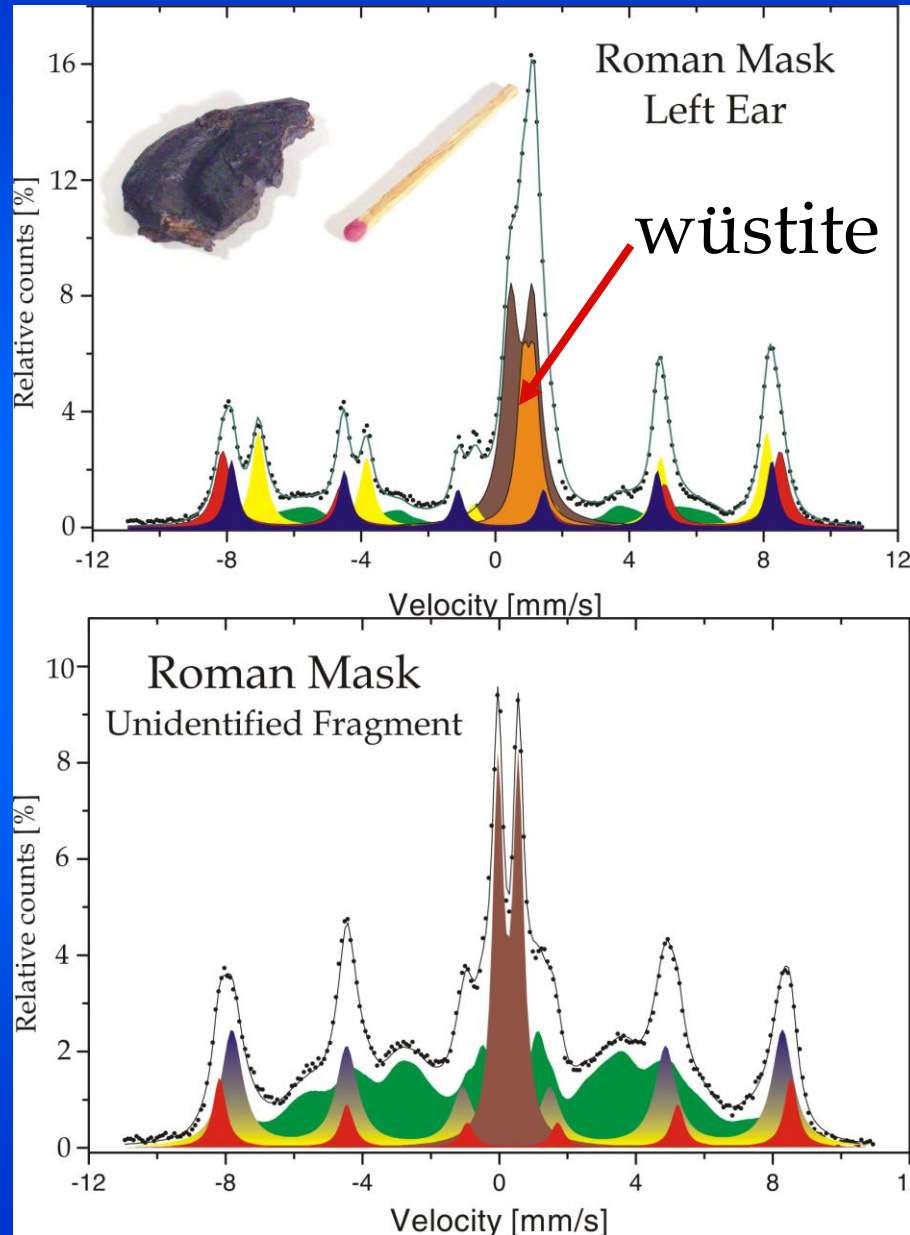 Roman Mask
Left Ear
wüstite
Relative counts [%]
16
12
8
4
0
-12
-8
-4
0
4
8
12
Velocity [mm/s]
Roman Mask
Unidentified Fragment
Relative counts [%]
10
8
6
4
2
0
-12
-8
-4
0
4
8
1
Velocity [mm/s]